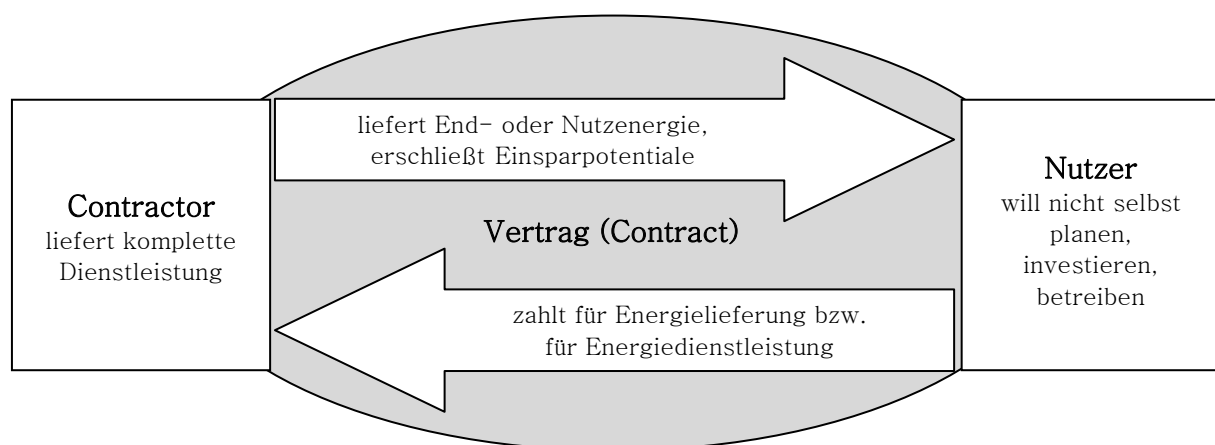 liefert End- oder Nutzenergie,
erschließt Einsparpotentiale
Contractor
liefert komplette
Dienstleistung
Vertrag (Contract)
Nutzer
will nicht selbst
planen,
investieren,
betreiben
zahlt für Energielieferung bzw.
für Energiedienstleistung